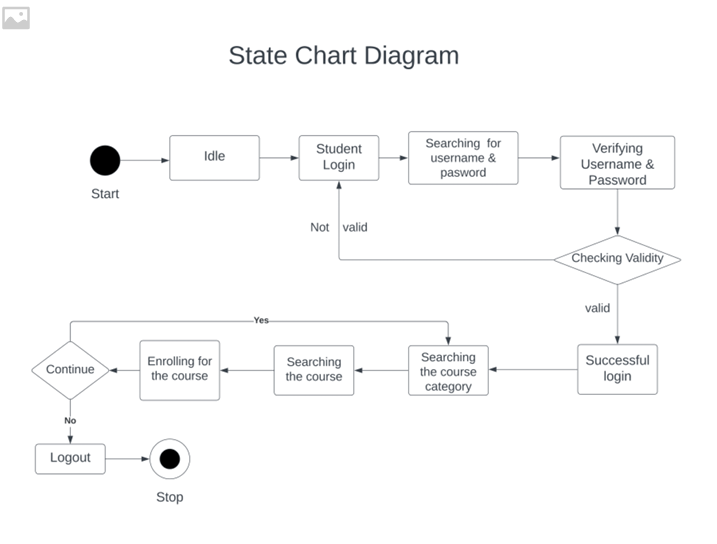 State Chart Diagram
Start
Idle
Student
Login
Searching for
username &
pasword
Verifying
Username &
Password
Not valid
Checking Validity
valid
Yes
Continue
Enrolling for
the course
Searching
the course
Searching
the course
category
Successful
login
No
Logout
Stop